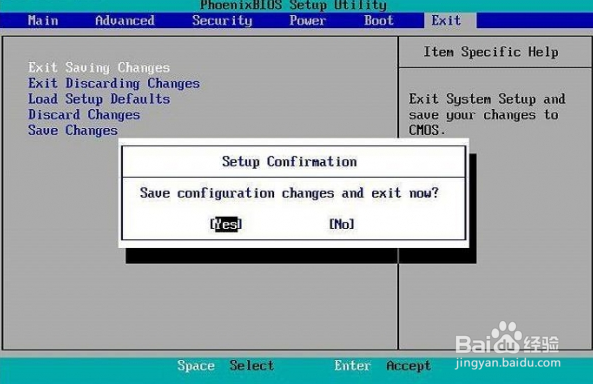 PhoenixBIOS Setup Utility
Main Advanced Security Power Boot Exit
Exit Saving Changes
Exit Discarding Changes
Load Setup Defaults
Discard Changes
Save Changes
Item Specific Help
Exit System Setup and
save your changes to
CMOS.
Setup Confirmation
Save configuration changes and exit now?
[Yes] [No]
Space Select Enter Accept
Bai du 经验
jingyan.baidu.com